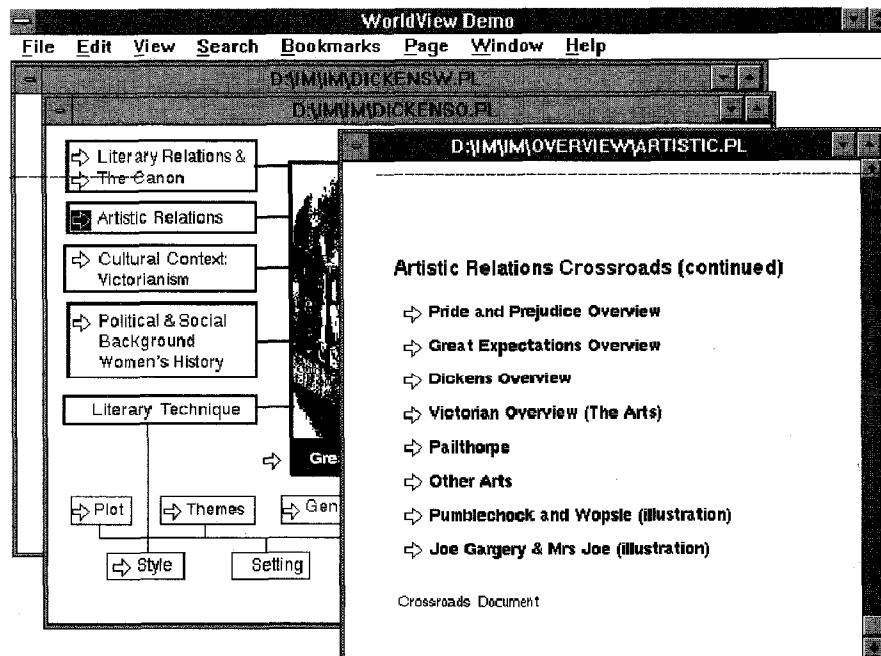 WorldView Demo
File Edit View Search Bookmarks Page Window Help
D:\IM\IM\DICKENSW.PL
D:\IM\IM\DICKENSO.PL
D:\IM\IM\OVERVIEW\ARTISTIC.PL
Literary Relations &
The Canon
Artistic Relations
Cultural Context:
Victorianism
Political & Social
Background
Women's History
Literary Technique
Gre
Plot
Themes
Gen
Style
Setting
Artistic Relations Crossroads (continued)
Pride and Prejudice Overview
Great Expectations Overview
Dickens Overview
Victorian Overview (The Arts)
Pailthorpe
Other Arts
Pumblechock and Wopsle (illustration)
Joe Gargery & Mrs Joe (illustration)
Crossroads Document